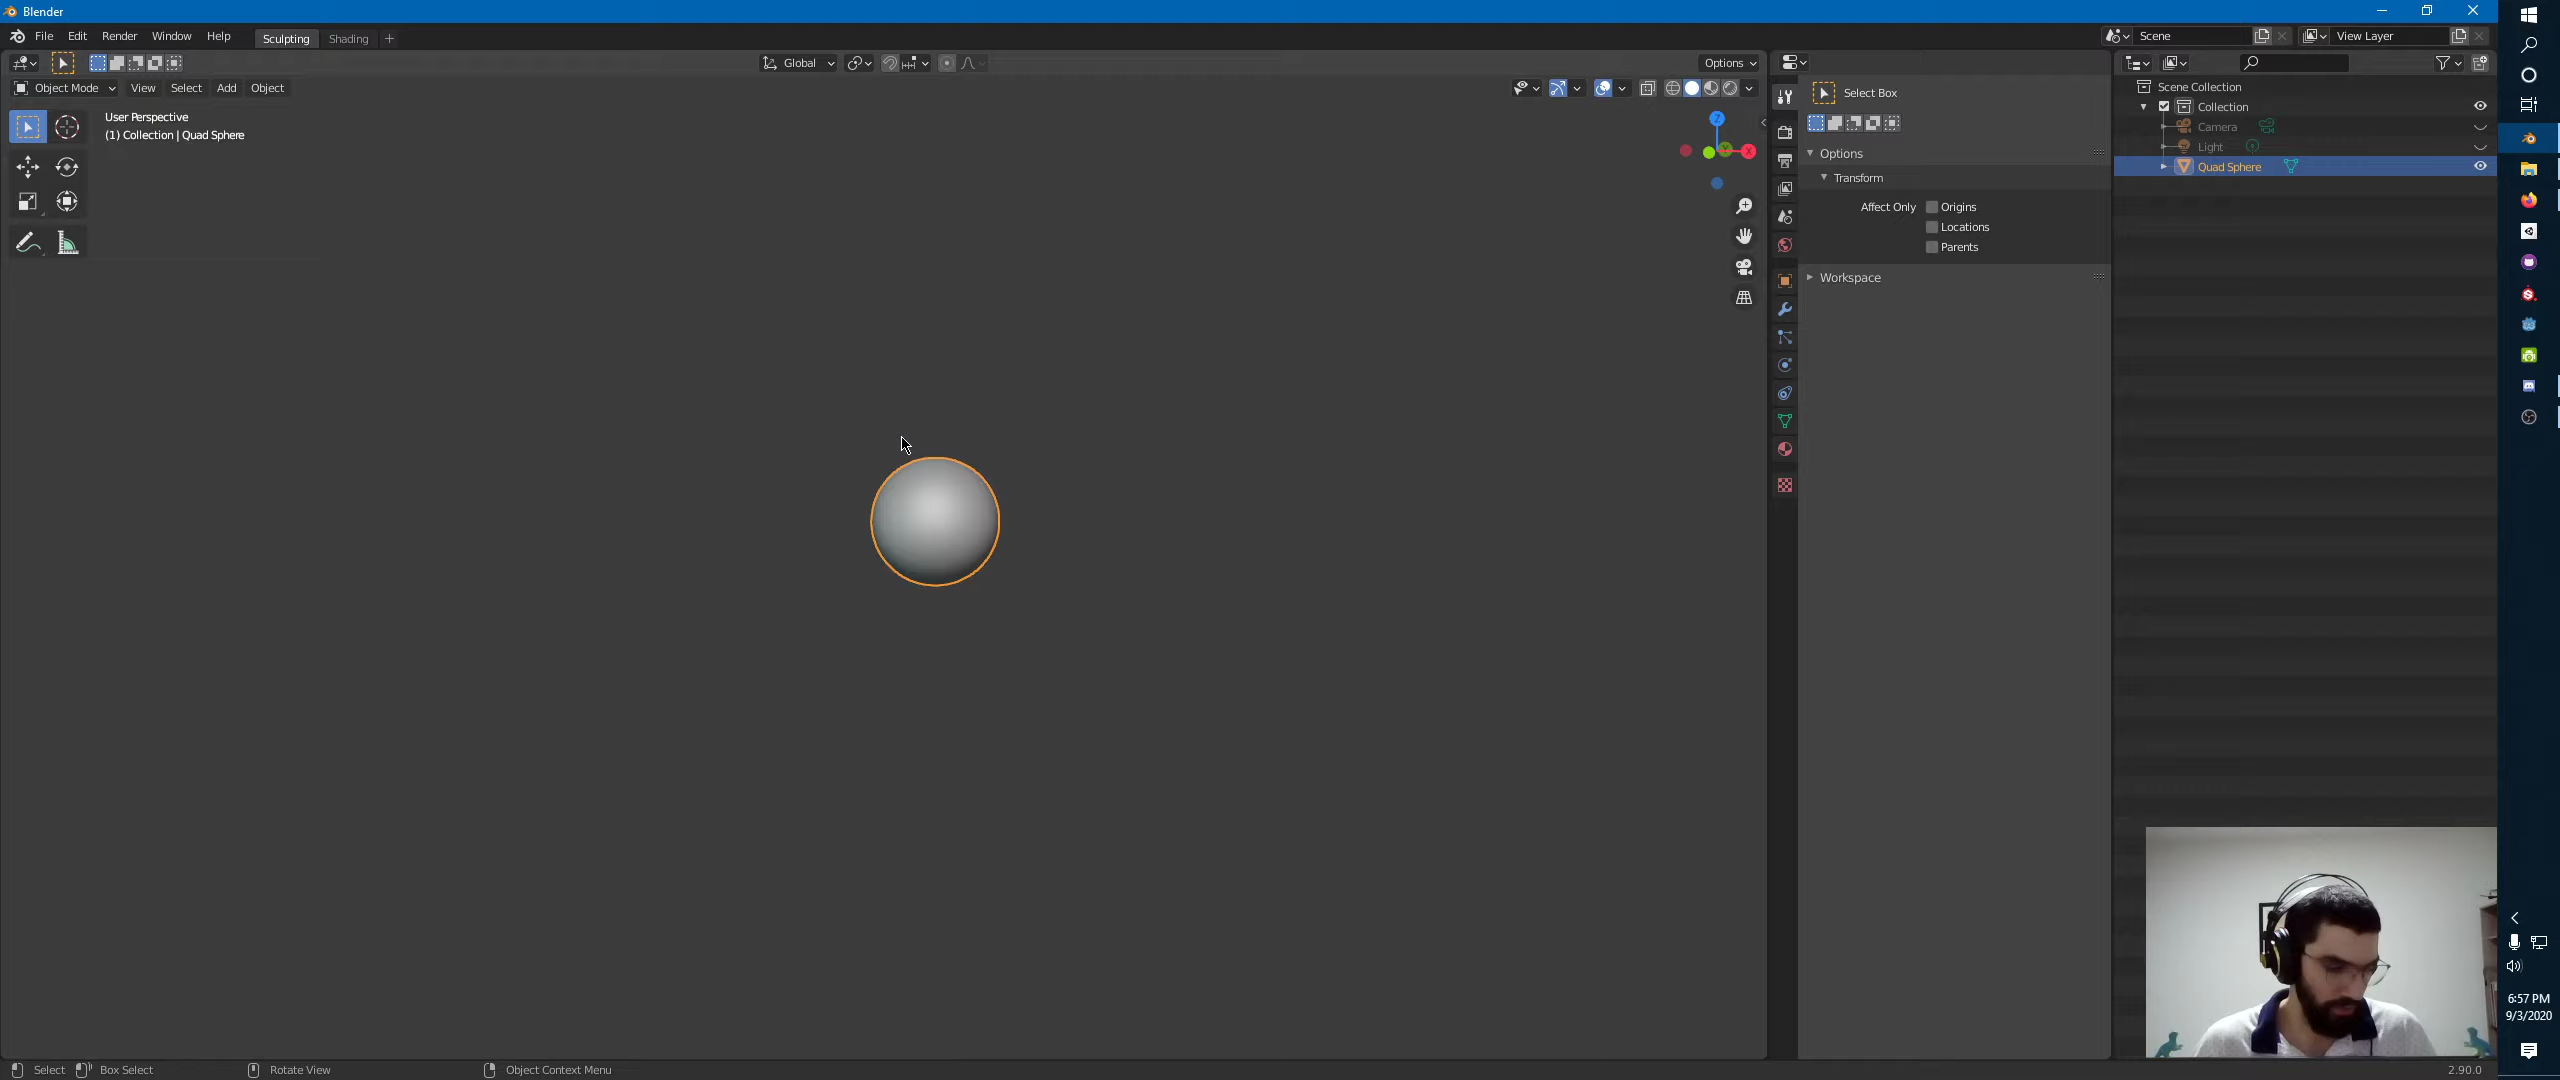 Blender
File Edit Render Window Help Sculpting Shading + Scene View Layer
Global Options
Object Mode View Select Add Object
User Perspective
(1) Collection | Quad Sphere
Z
X
Select Box
Options
Transform
Affect Only Origins
Locations
Parents
Workspace
Scene Collection
Collection
Camera
Light
Quad Sphere
6:57 PM
9/3/2020
Select Box Select Rotate View Object Context Menu 2.90.0